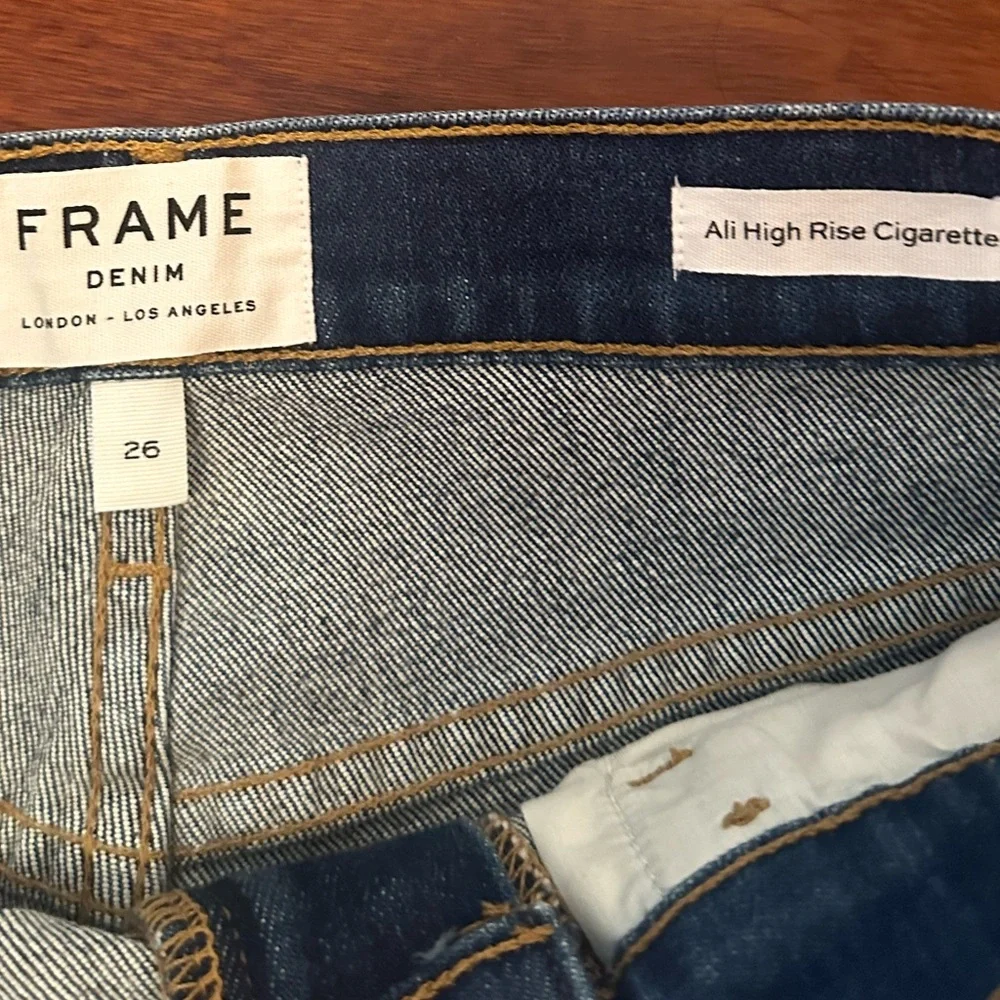 FRAME
DENIM
LONDON - LOS ANGELES
Ali High Rise Cigarette
26